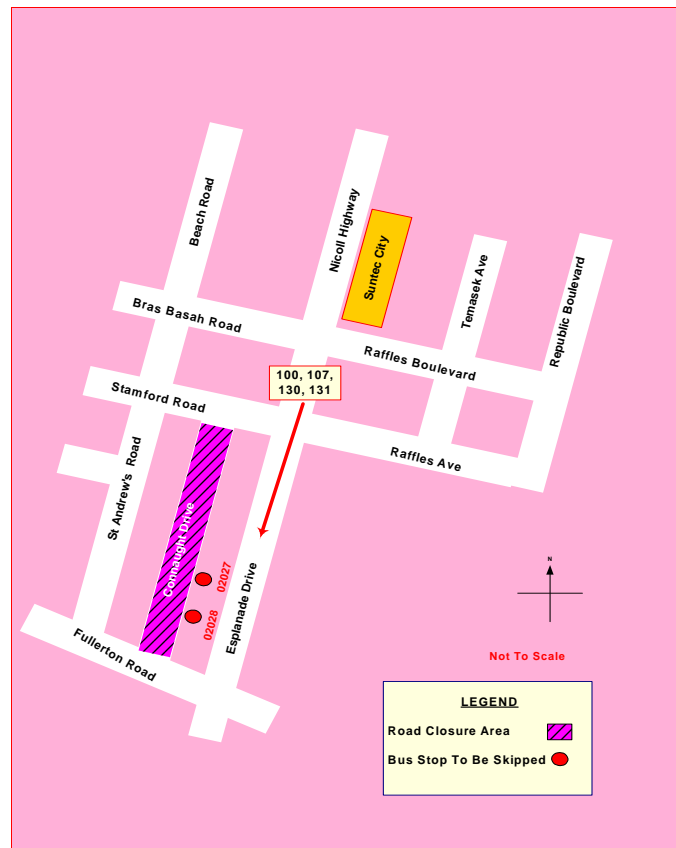 Beach Road
Nicoll Highway
Suntec City
Temasek Ave
Republic Boulevard
Bras Basah Road
Raffles Boulevard
100, 107,
130, 131
Stamford Road
Raffles Ave
St Andrew's Road
Connaught Drive
02027
02028
Esplanade Drive
Fullerton Road
N
Not To Scale
LEGEND
Road Closure Area
Bus Stop To Be Skipped